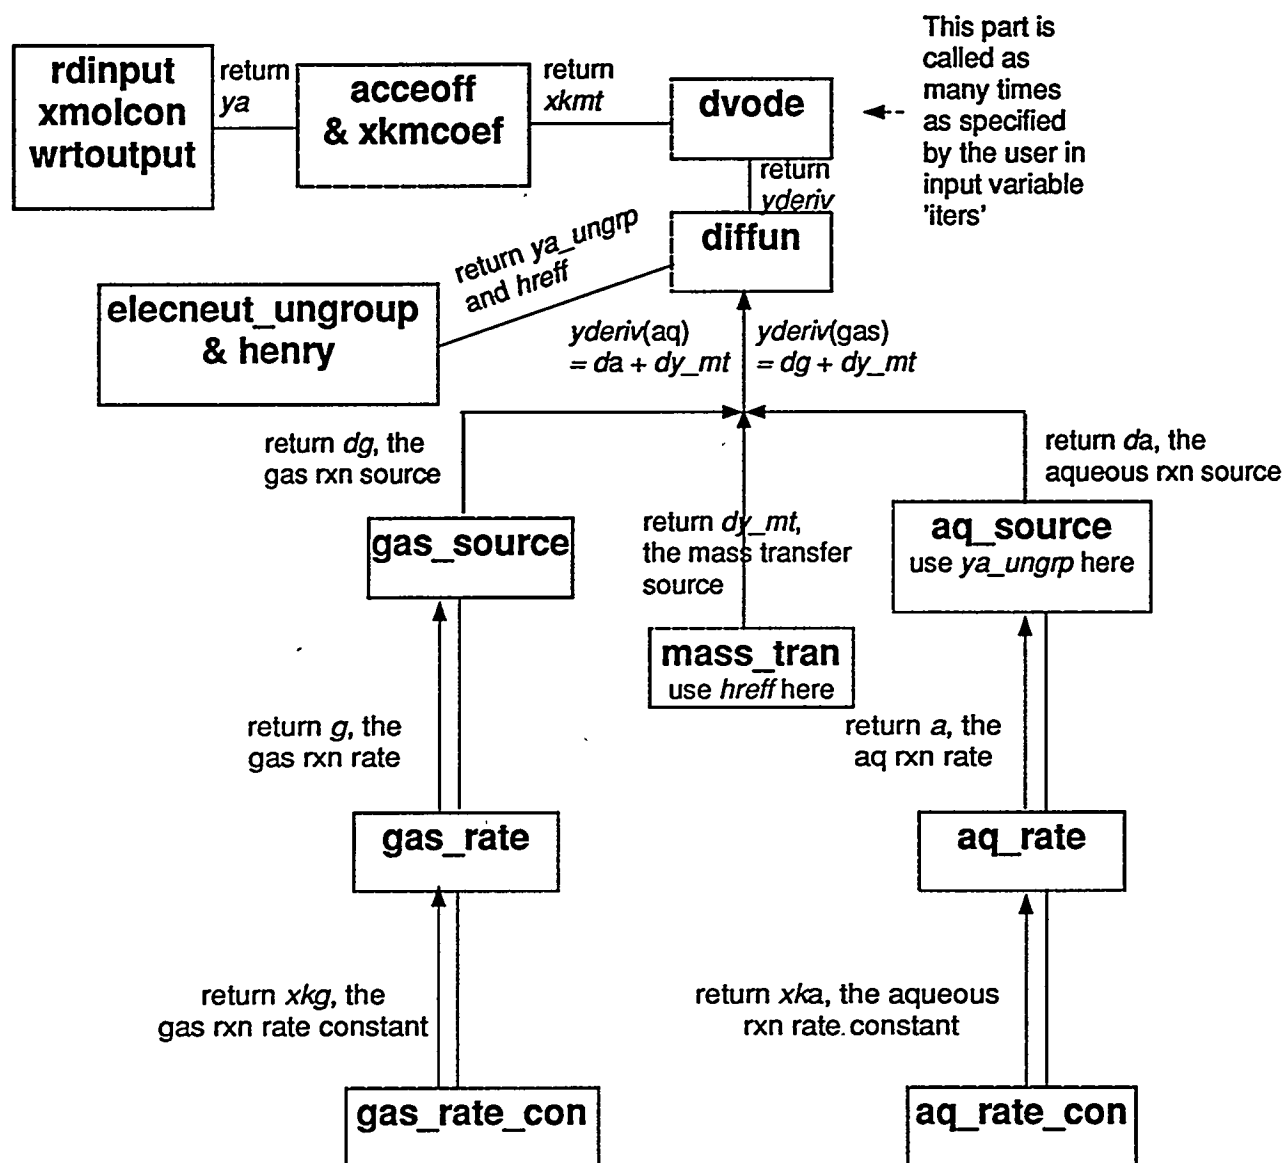 rdinput
xmolcon
wrtoutput
return
ya
acceoff
& xkmcoef
return
xkmt
dvode
This part is
called as
many times
as specified
by the user in
input variable
'iters'
return
yderiv
diffun
return ya_ungrp
and hreff
elecneut_ungroup
& henry
yderiv(aq)
= da + dy_mt
yderiv(gas)
= dg + dy_mt
return dg, the
gas rxn source
return da, the
aqueous rxn source
gas_source
return dy_mt,
the mass transfer
source
aq_source
use ya_ungrp here
mass_tran
use hreff here
return g, the
gas rxn rate
return a, the
aq rxn rate
gas_rate
aq_rate
return xkg, the
gas rxn rate constant
return xka, the aqueous
rxn rate constant
gas_rate_con
aq_rate_con